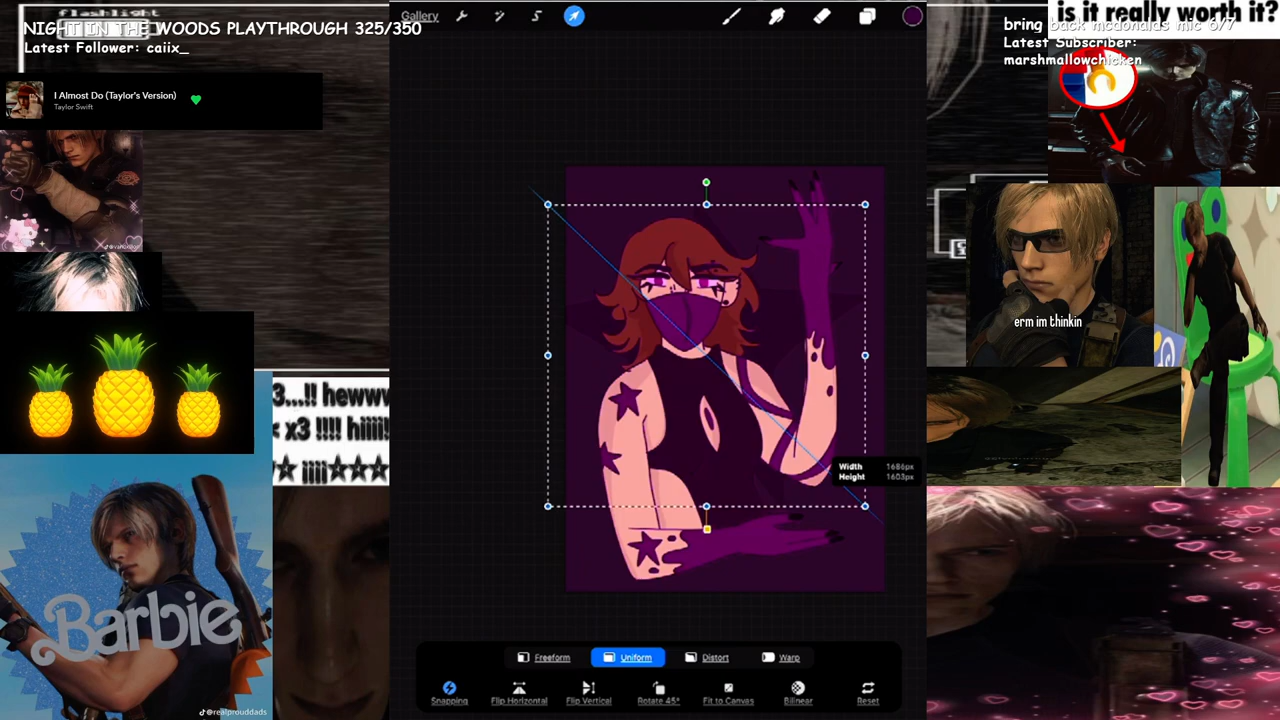 flashlight
NIGHT IN THE WOODS PLAYTHROUGH 325/350
Latest Follower: caiix_
I Almost Do (Taylor's Version)
Taylor Swift
3...!! hewww
x3 !!!! hiiii!
iiii
Barbie
@realprouddads
Gallery
Width 1686px
Height 1603px
Freeform
Uniform
Distort
Warp
Snapping
Flip Horizontal
Flip Vertical
Rotate 45°
Fit to Canvas
Bilinear
Reset
is it really worth it?
bring back mcdonalds mic 6/7
Latest Subscriber:
marshmallowchicken
erm im thinkin